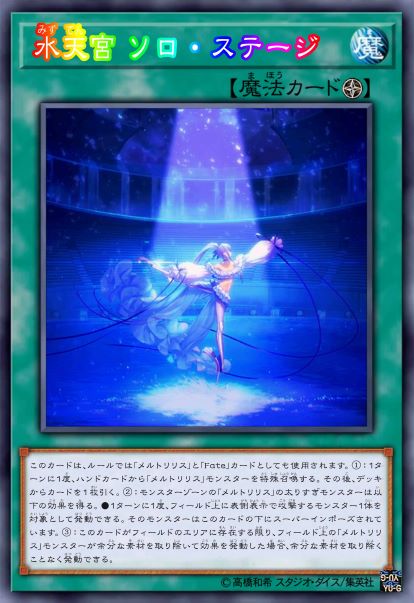 水天宮 ソロ・ステージ
魔
【魔法カード】
このカードは、ルールでは「メルトリリス」と「Fate」カードとしても使用されます。①：1ター
ンに1度、ハンドカードから「メルトリリス」モンスターを特殊召喚する。その後、デッキ
からカードを1枚引く。②：モンスターゾーンの「メルトリリス」の太りすぎモンスターは以
下の効果を得る。●1ターンに1度、フィールド上に表側表示で攻撃するモンスター1体を
対象として発動できる。そのモンスターはこのカードの下にスーパーインポーズされて
います。③：このカードがフィールドのエリアに存在する限り、フィールド上の「メルトリ
リス」モンスターが余分な素材を取り除いて効果を発動した場合、余分な素材を取り除く
ことなく発動できる。
©高橋和希 スタジオ・ダイス/集英社
YU-G